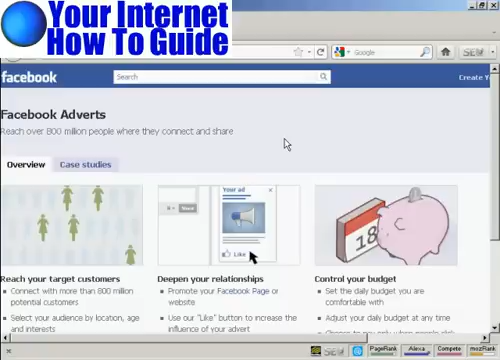 Your Internet
How To Guide
Google
facebook
Search
Create
Facebook Adverts
Reach over 800 million people where they connect and share
Overview
Case studies
Your ad
Like
18
Reach your target customers
Connect with more than 800 million
potential customers
Select your audience by location, age
and interests
Deepen your relationships
Promote your Facebook Page or
website
Use our "Like" button to increase
the influence of your advert
Control your budget
Set the daily budget you are
comfortable with
Adjust your daily budget at any time
PageRank
Alexa
Compete
mozRank